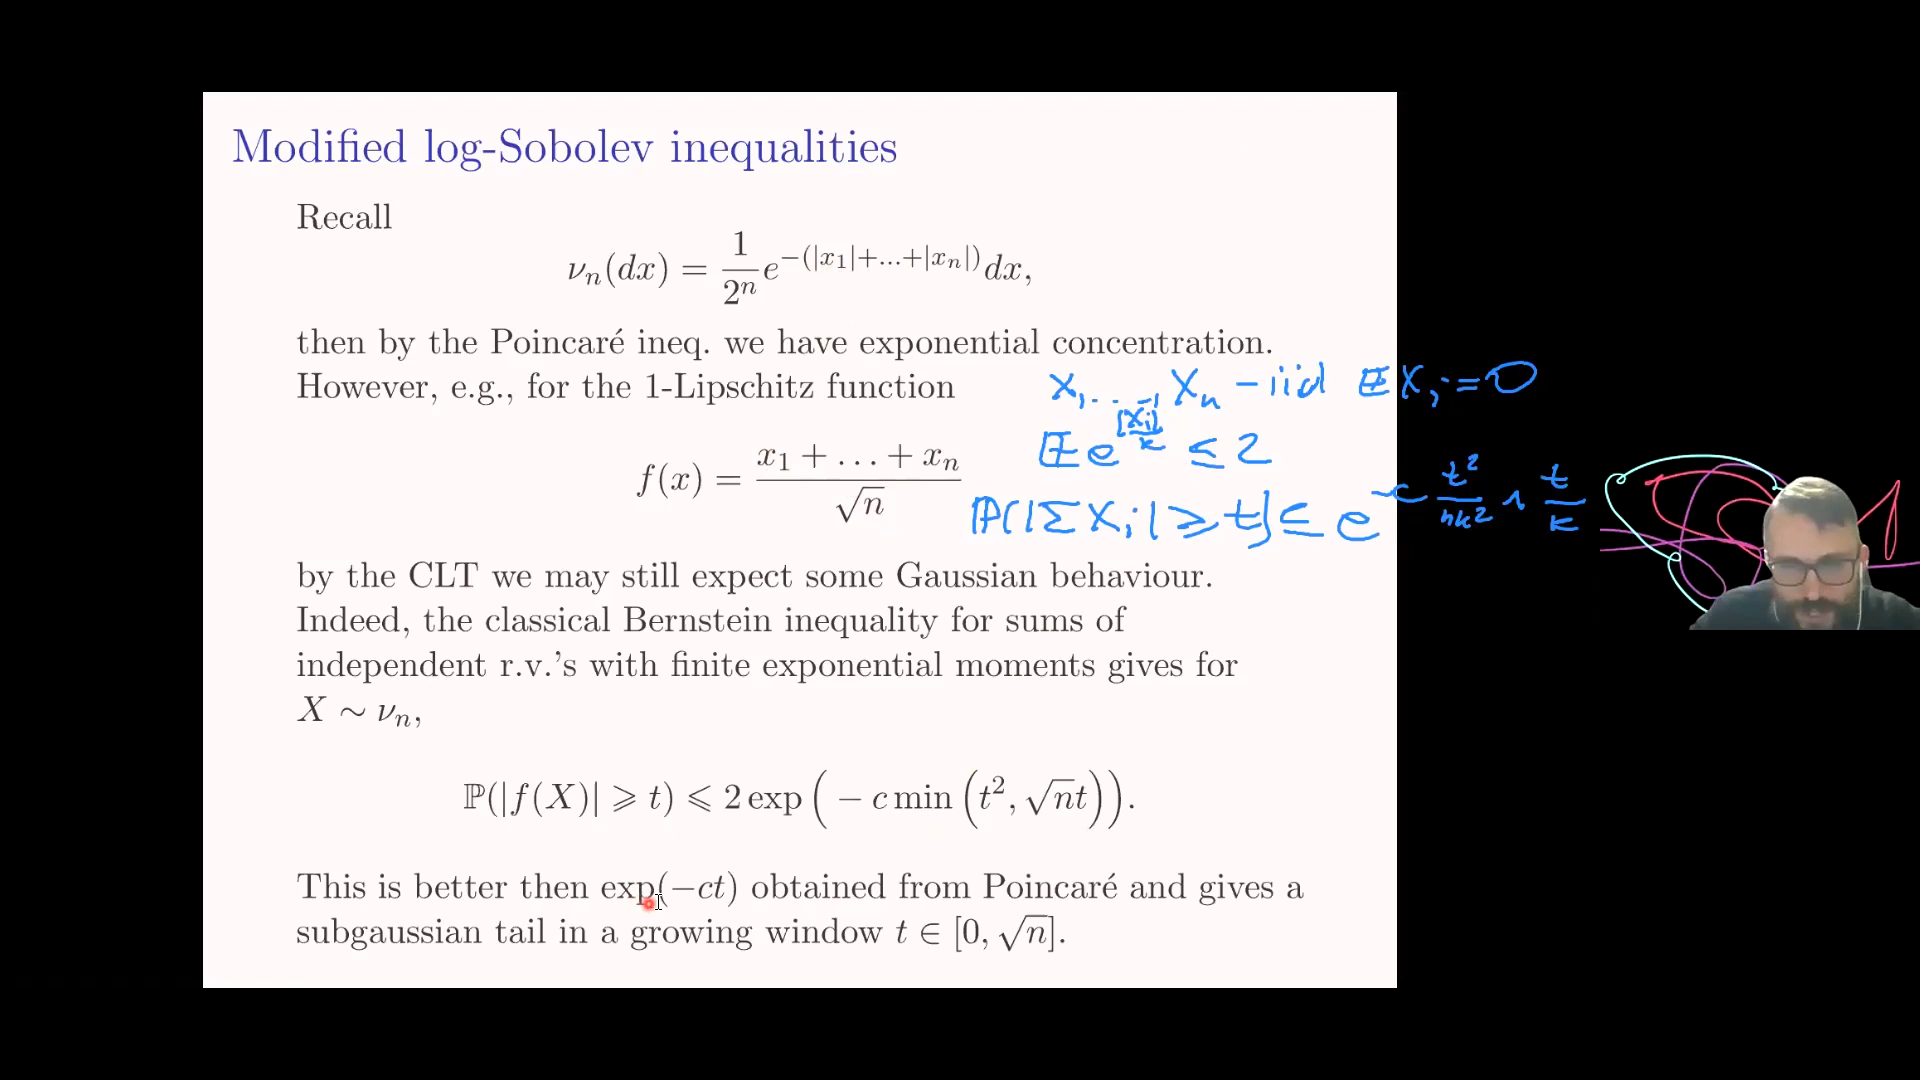 Modified log-Sobolev inequalities
Recall
νₙ(dx) = 1/2ⁿ e^{−(|x₁|+...+|xₙ|)} dx,
then by the Poincaré ineq. we have exponential concentration.
However, e.g., for the 1-Lipschitz function
X₁ . . . , Xₙ – iid 𝔼Xᵢ = 0
𝔼 e^{|Xᵢ|/k} ≤ 2
f(x) = (x₁ + . . . + xₙ)/√n
ℙ(|ΣXᵢ| ≥ t) ≤ e^{−c t²/nk² ∧ t/k}
by the CLT we may still expect some Gaussian behaviour.
Indeed, the classical Bernstein inequality for sums of
independent r.v.'s with finite exponential moments gives for
X ∼ νₙ,
ℙ(|f(X)| ⩾ t) ⩽ 2 exp ( − c min (t², √nt)).
This is better then exp(−ct) obtained from Poincaré and gives a
subgaussian tail in a growing window t ∈ [0, √n].